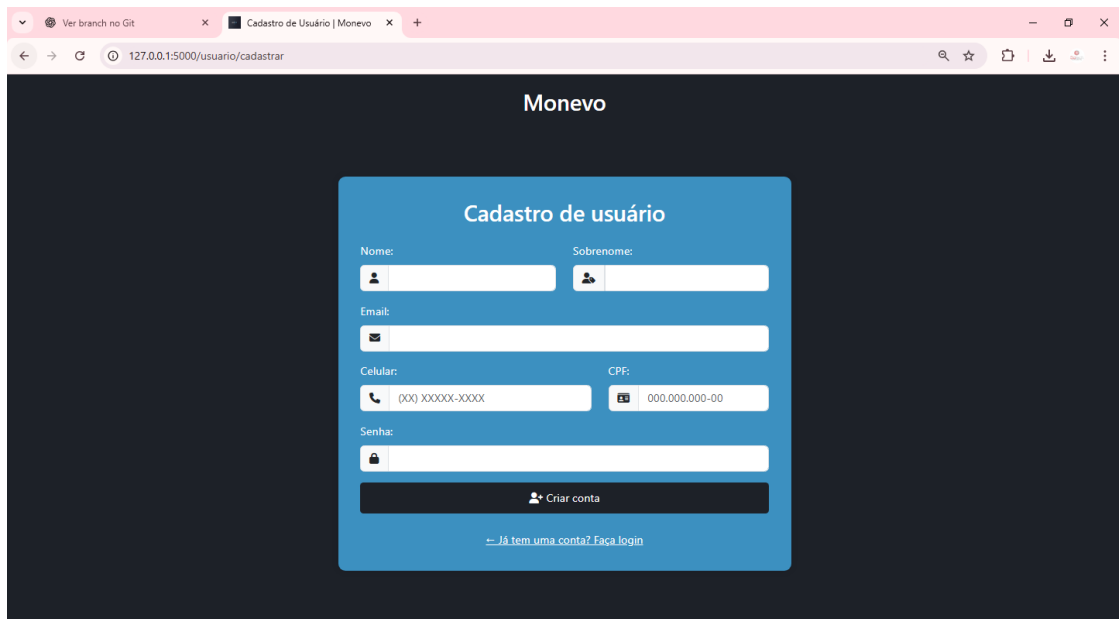 Ver branch no Git
Cadastro de Usuário | Monevo
127.0.0.1:5000/usuario/cadastrar
Monevo
Cadastro de usuário
Nome: Sobrenome:
Email:
Celular: CPF:
(XX) XXXXX-XXXX 000.000.000-00
Senha:
Criar conta
← Já tem uma conta? Faça login